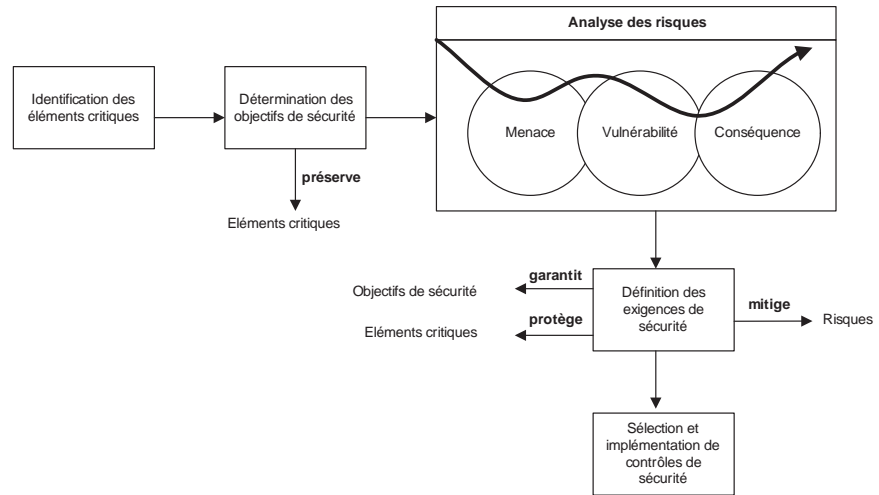 Analyse des risques
Identification des
éléments critiques
Détermination des
objectifs de sécurité
Menace
Vulnérabilité
Conséquence
préserve
Eléments critiques
garantit
Objectifs de sécurité
protège
Eléments critiques
Définition des
exigences de
sécurité
mitige
Risques
Sélection et
implémentation de
contrôles de
sécurité